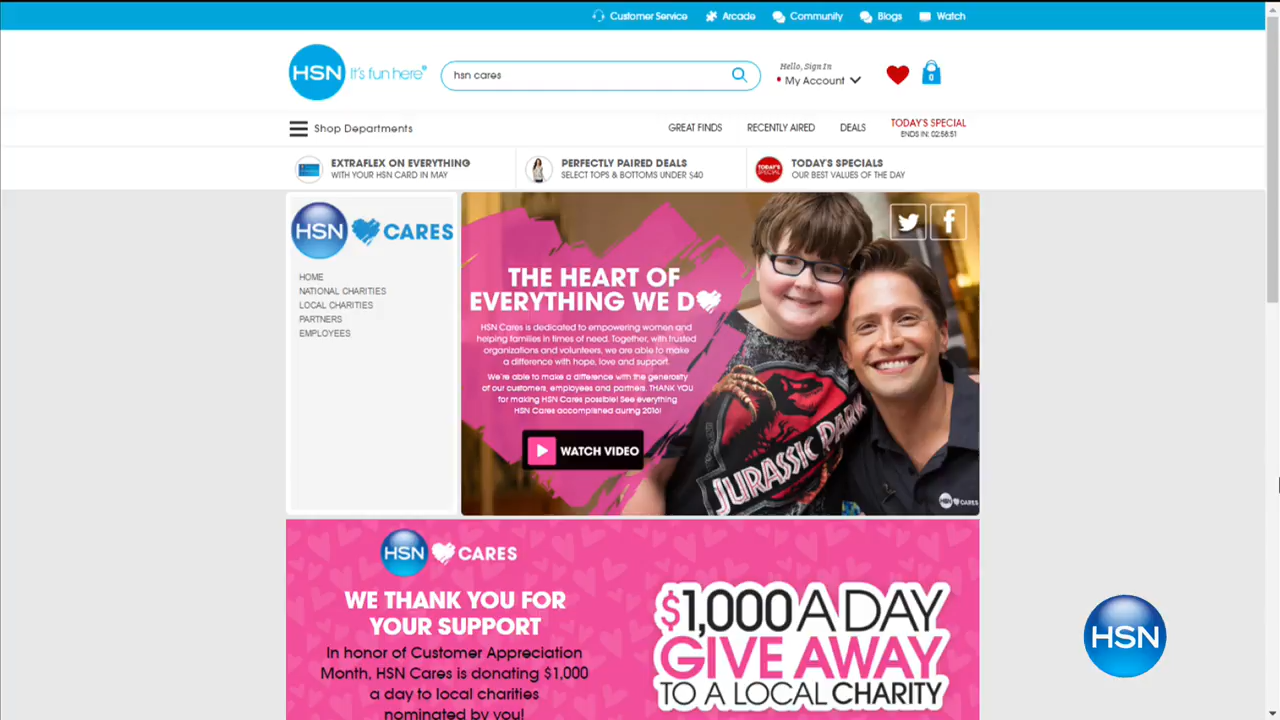 Customer Service
Arcade
Community
Blogs
Watch
HSN It's fun here®
hsn cares
Hello, Sign In
My Account
0
Shop Departments
GREAT FINDS
RECENTLY AIRED
DEALS
TODAY'S SPECIAL
ENDS IN: 02:58:51
EXTRAFLEX ON EVERYTHING
WITH YOUR HSN CARD IN MAY
PERFECTLY PAIRED DEALS
SELECT TOPS & BOTTOMS UNDER $40
TODAY'S SPECIAL
TODAY'S SPECIALS
OUR BEST VALUES OF THE DAY
HSN CARES
HOME
NATIONAL CHARITIES
LOCAL CHARITIES
PARTNERS
EMPLOYEES
THE HEART OF
EVERYTHING WE D
HSN Cares is dedicated to empowering women and
helping families in times of need. Together, with trusted
organizations and volunteers, we are able to make
a difference with hope, love and support.
We're able to make a difference with the generosity
of our customers, employees and partners. THANK YOU
for making HSN Cares possible! See everything
HSN Cares accomplished during 2016!
WATCH VIDEO
JURASSIC PARK
HSN CARES
HSN CARES
WE THANK YOU FOR
YOUR SUPPORT
In honor of Customer Appreciation
Month, HSN Cares is donating $1,000
a day to local charities
nominated by you!
$1,000 A DAY
GIVE AWAY
TO A LOCAL CHARITY
HSN